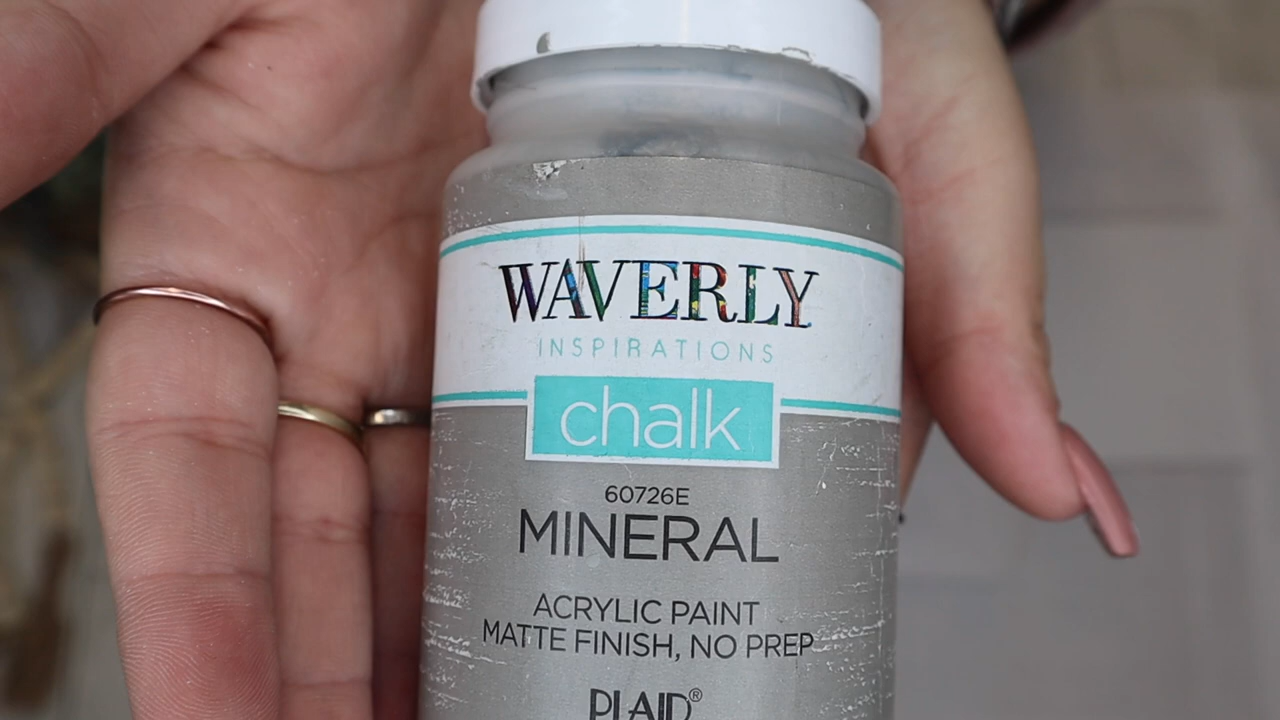 WAVERLY
INSPIRATIONS
chalk
60726E
MINERAL
ACRYLIC PAINT
MATTE FINISH, NO PREP
PLAID®